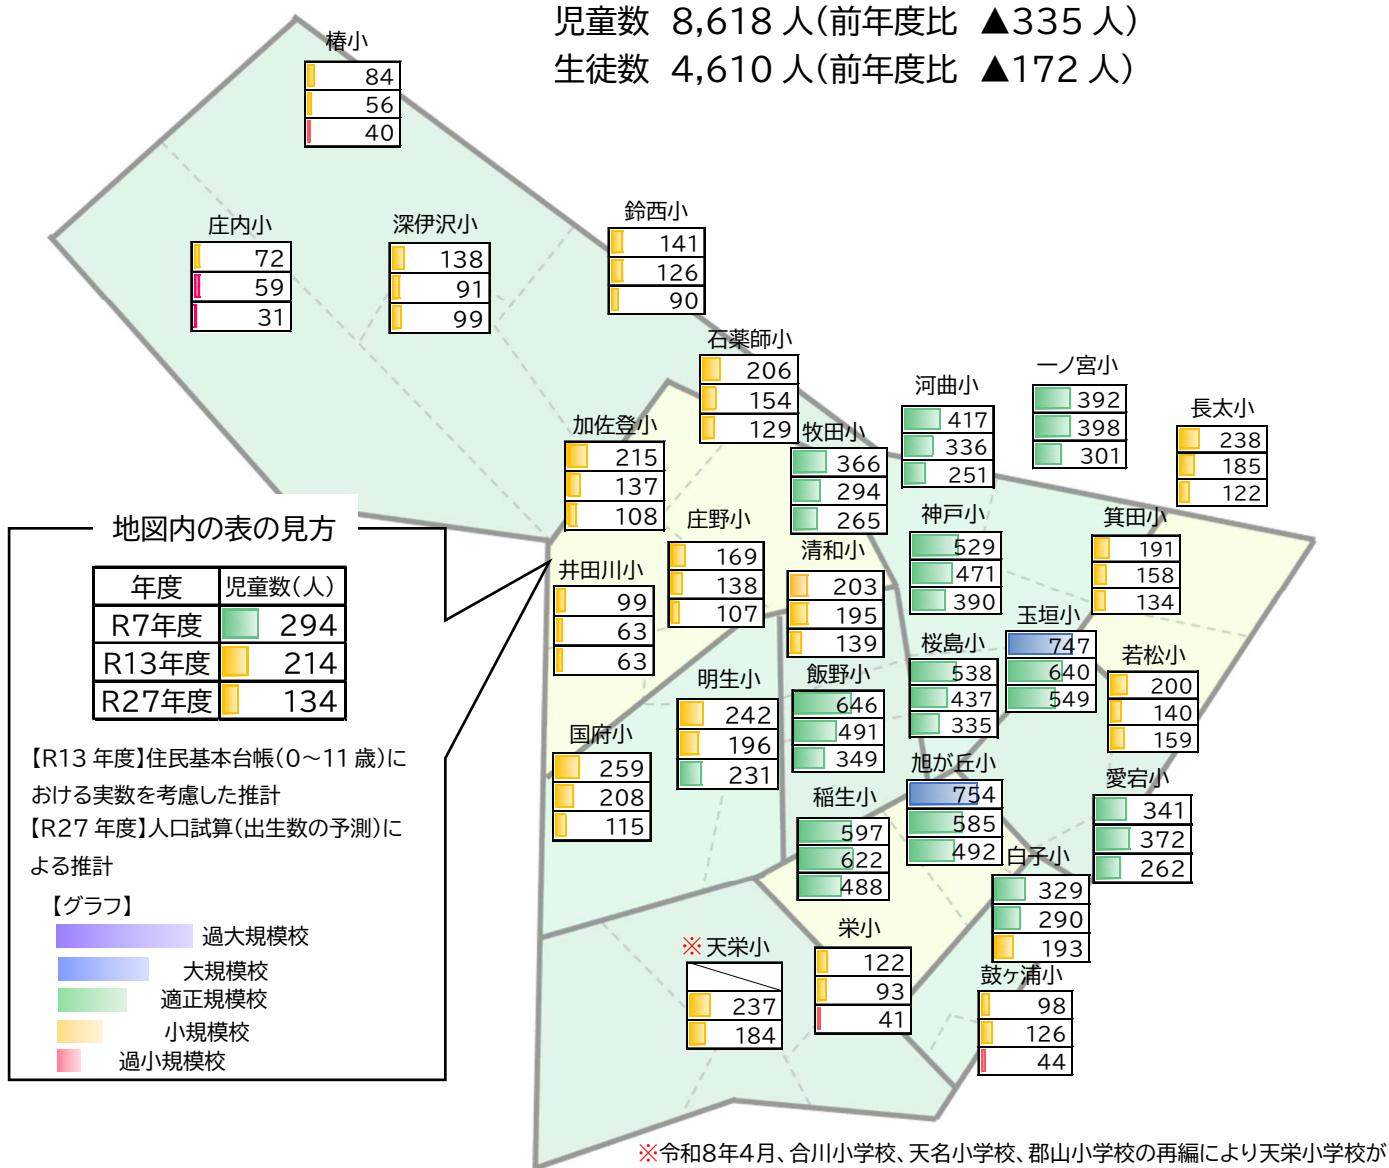 児童数 8,618 人(前年度比 ▲335 人)
生徒数 4,610 人(前年度比 ▲172 人)
椿小
84
56
40
庄内小
72
59
31
深伊沢小
138
91
99
鈴西小
141
126
90
石薬師小
206
154
129
加佐登小
215
137
108
牧田小
366
294
265
河曲小
417
336
251
一ノ宮小
392
398
301
長太小
238
185
122
庄野小
169
138
107
井田川小
99
63
63
清和小
203
195
139
神戸小
529
471
390
箕田小
191
158
134
玉垣小
747
640
549
桜島小
538
437
335
若松小
200
140
159
飯野小
646
491
349
明生小
242
196
231
国府小
259
208
115
旭が丘小
754
585
492
稲生小
597
622
488
愛宕小
341
372
262
白子小
329
290
193
栄小
122
93
41
※天栄小
237
184
鼓ヶ浦小
98
126
44
地図内の表の見方
年度 児童数(人)
R7年度 294
R13年度 214
R27年度 134
【R13 年度】住民基本台帳(0～11 歳)に
おける実数を考慮した推計
【R27 年度】人口試算(出生数の予測)に
よる推計
【グラフ】
過大規模校
大規模校
適正規模校
小規模校
過小規模校
※令和8年4月、合川小学校、天名小学校、郡山小学校の再編により天栄小学校が